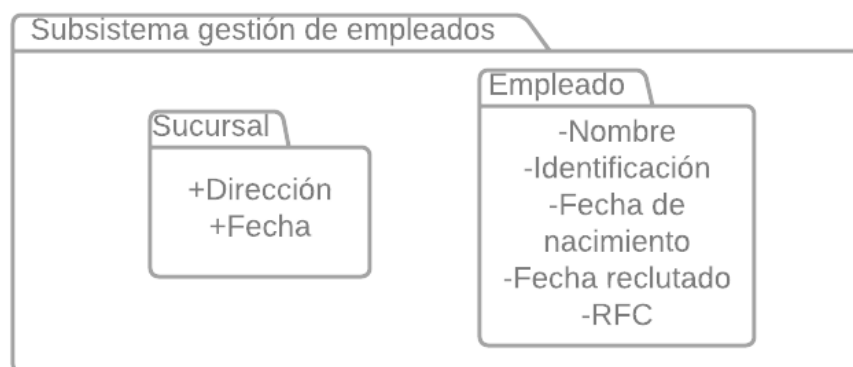 Subsistema gestión de empleados
Sucursal
+Dirección
+Fecha
Empleado
-Nombre
-Identificación
-Fecha de
nacimiento
-Fecha reclutado
-RFC